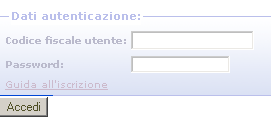 Dati autenticazione:
Codice fiscale utente:
Password:
Guida all'iscrizione
Accedi